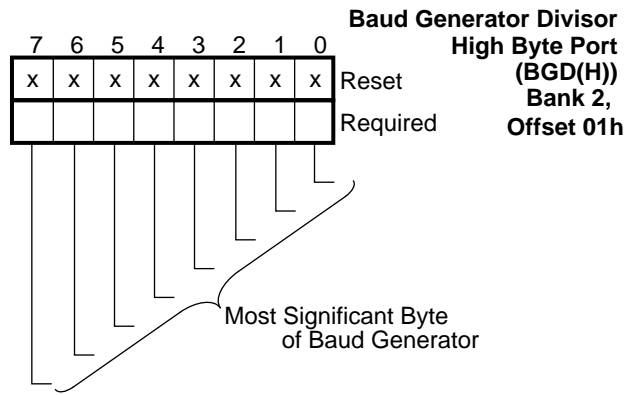 Baud Generator Divisor
High Byte Port
(BGD(H))
Bank 2,
Offset 01h
7 6 5 4 3 2 1 0
x x x x x x x x Reset
Required
Most Significant Byte
of Baud Generator